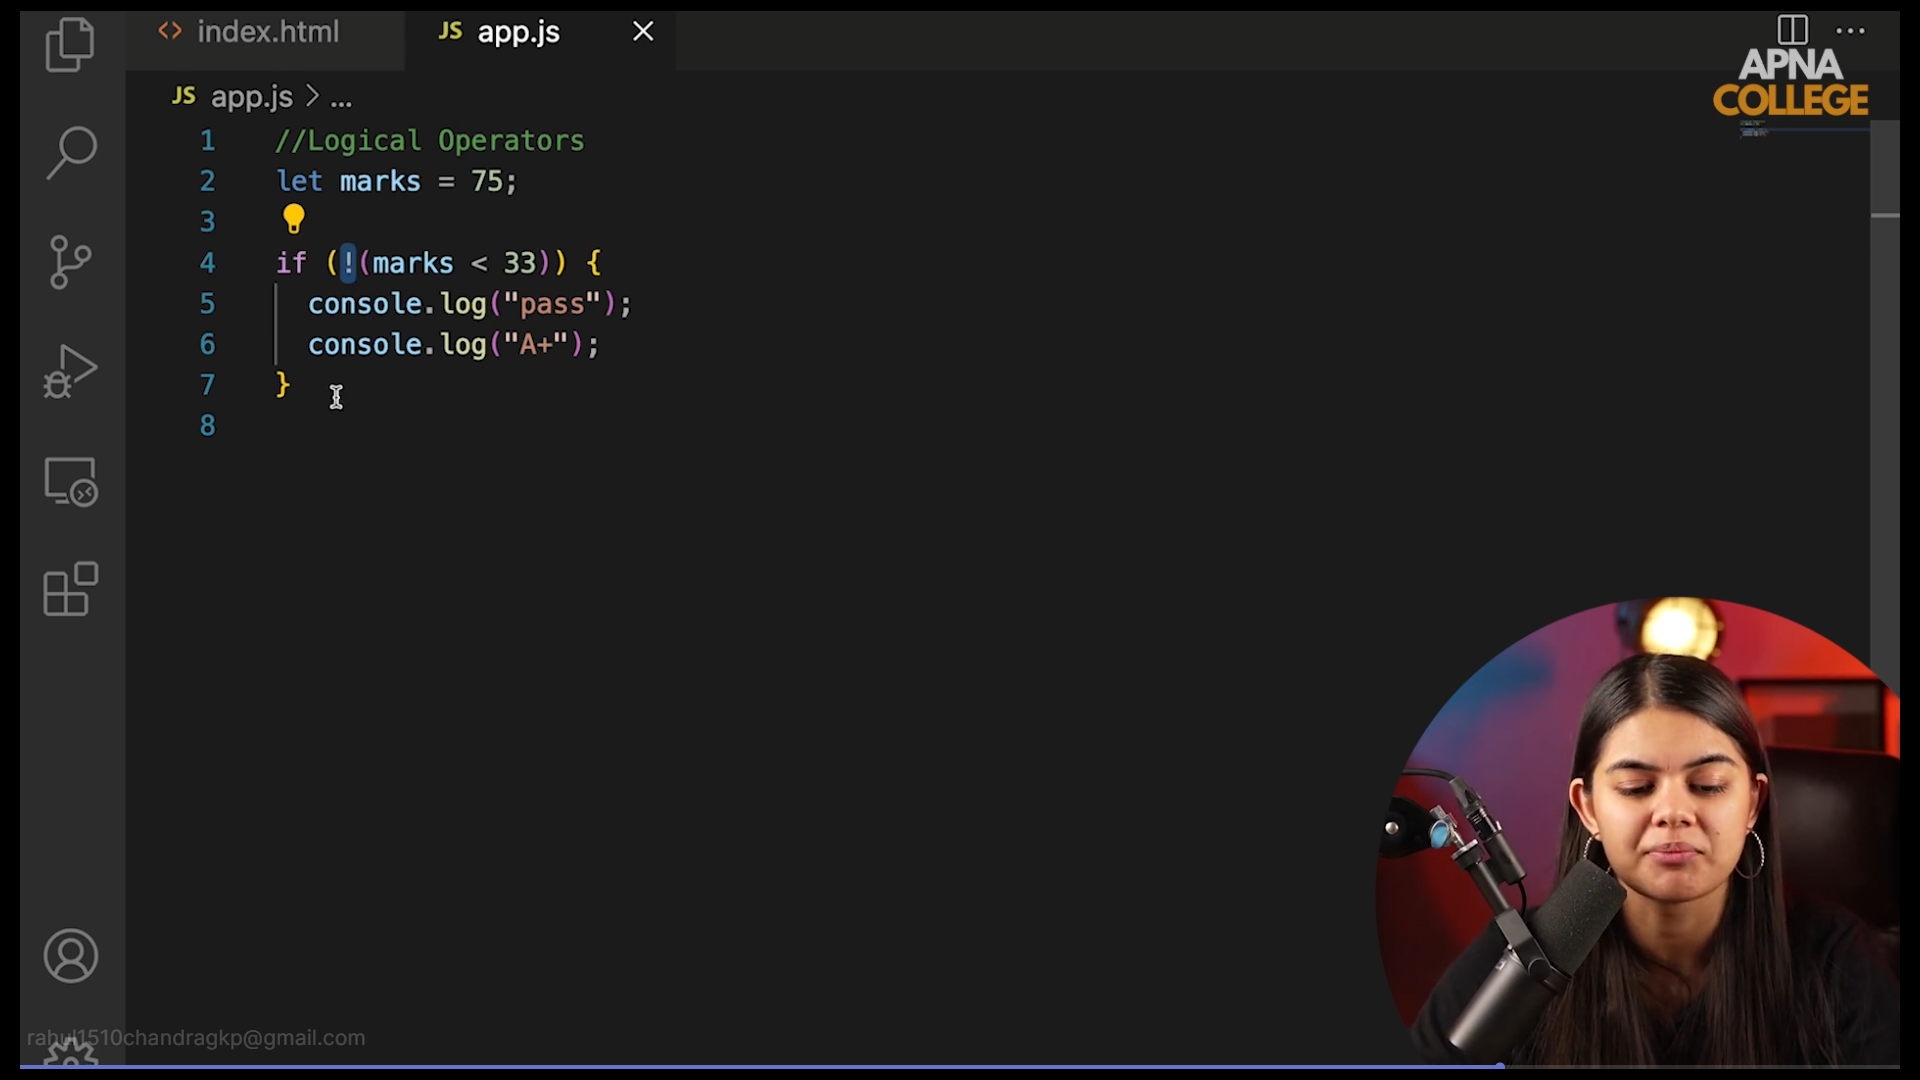 index.html
JS app.js
APNA
COLLEGE
JS app.js > ...
1 //Logical Operators
2 let marks = 75;
3
4 if (!(marks < 33)) {
5 console.log("pass");
6 console.log("A+");
7 }
8
rahul1510chandragkp@gmail.com